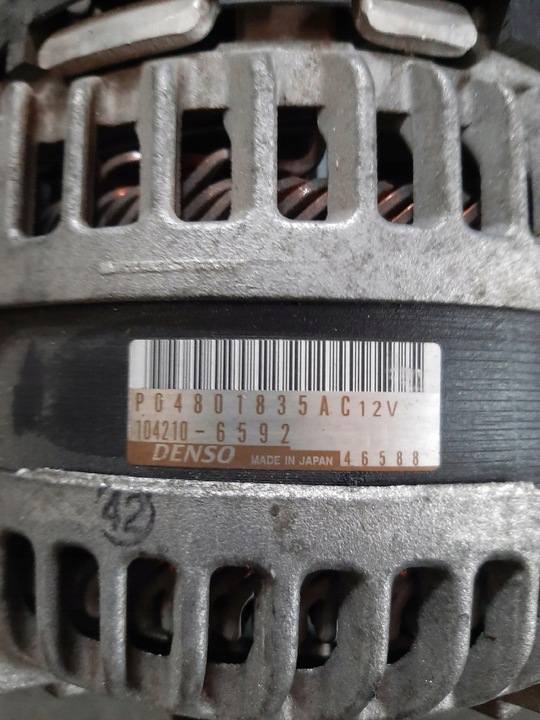 P04801835AC 12V
104210-6592
DENSO MADE IN JAPAN 46588
42